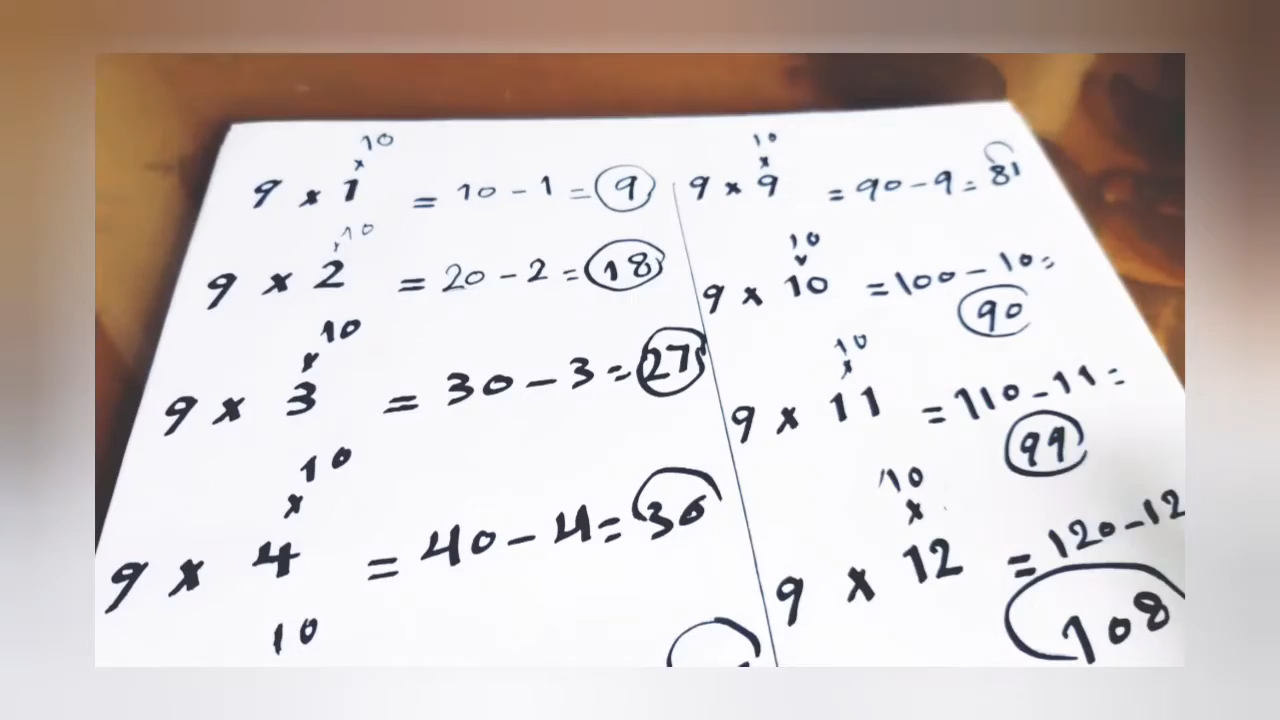 10
x
9 x 1 = 10 - 1 = 9
10
x
9 x 2 = 20 - 2 = 18
10
x
9 x 3 = 30 - 3 = 27
10
x
9 x 4 = 40 - 4 = 36
10
10
x
9 x 9 = 90 - 9 = 81
10
x
9 x 10 = 100 - 10 =
90
10
x
9 x 11 = 110 - 11 =
99
10
x
9 x 12 = 120 - 12
108